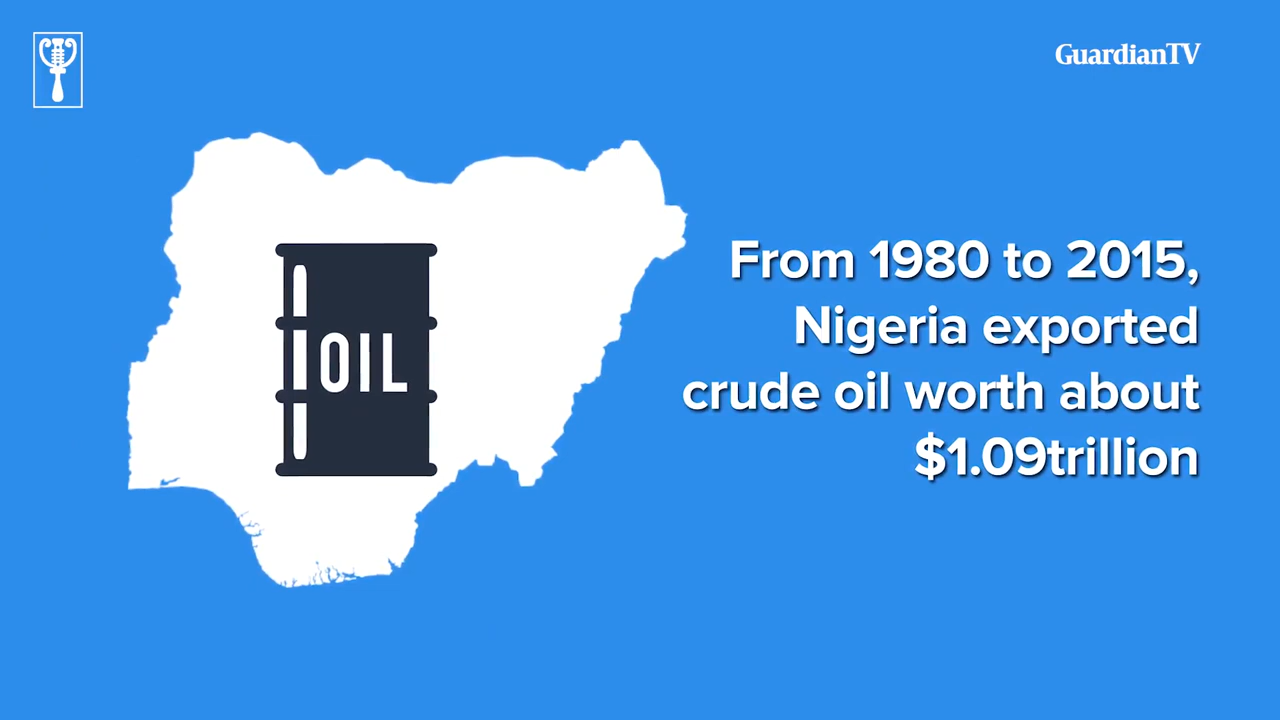 GuardianTV
OIL
From 1980 to 2015,
Nigeria exported
crude oil worth about
$1.09trillion